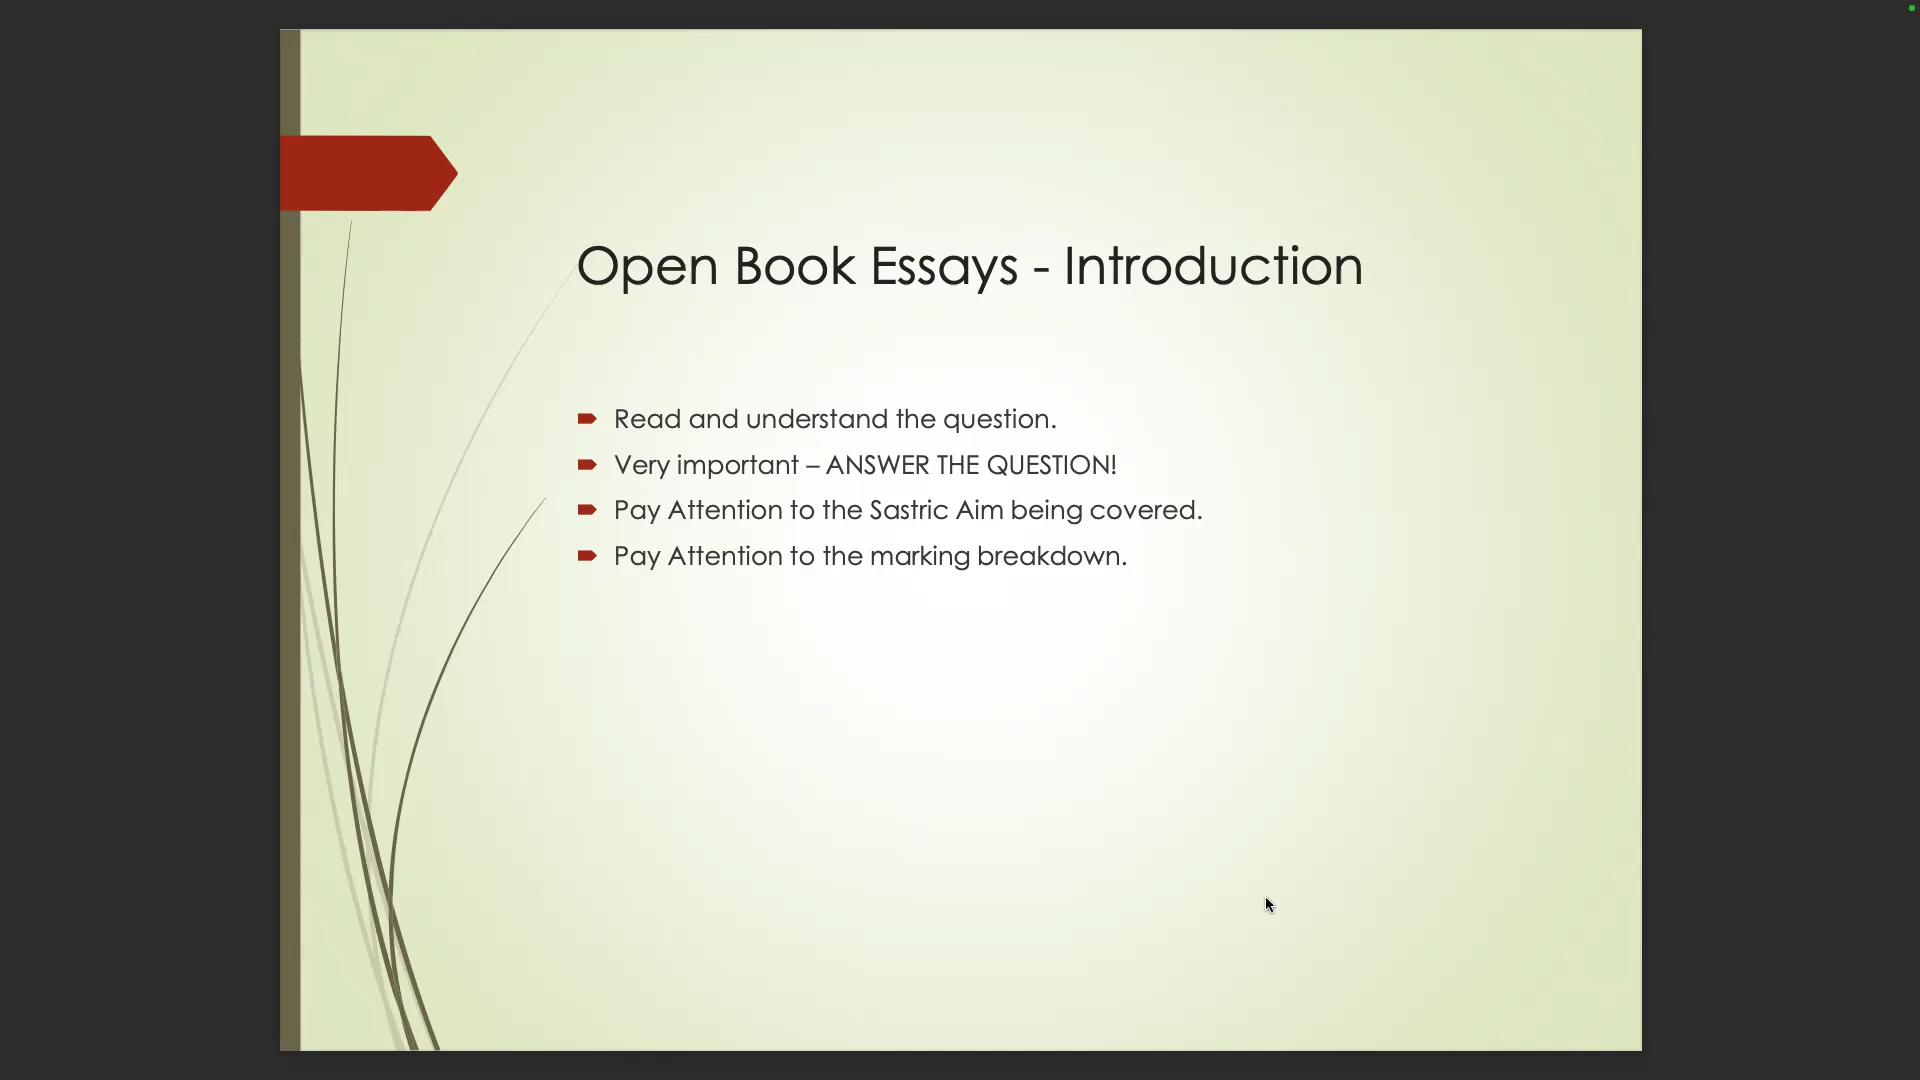 Open Book Essays - Introduction
Read and understand the question.
Very important – ANSWER THE QUESTION!
Pay Attention to the Sastric Aim being covered.
Pay Attention to the marking breakdown.